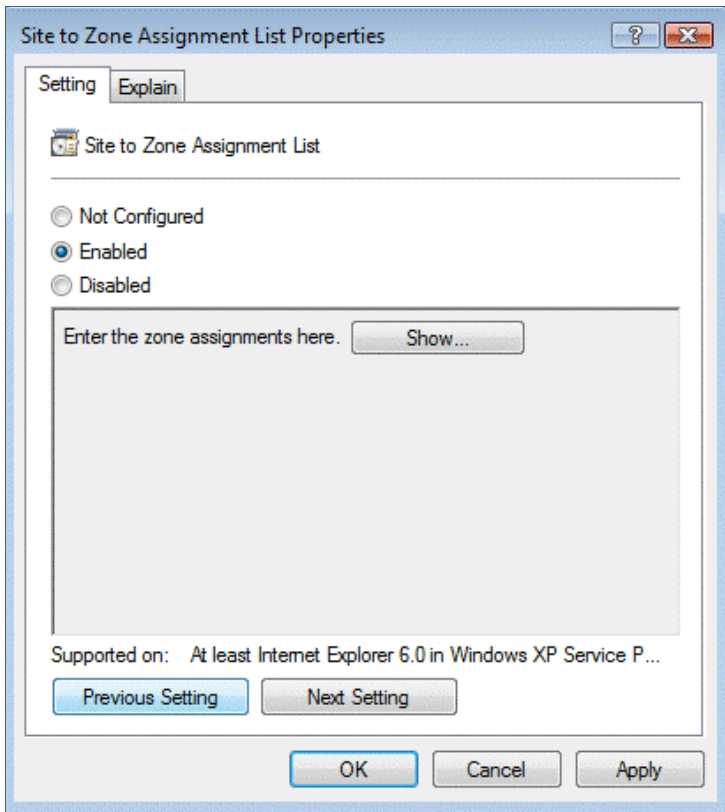 Site to Zone Assignment List Properties
Setting
Explain
Site to Zone Assignment List
Not Configured
Enabled
Disabled
Enter the zone assignments here. Show...
Supported on: At least Internet Explorer 6.0 in Windows XP Service P...
Previous Setting Next Setting
OK Cancel Apply